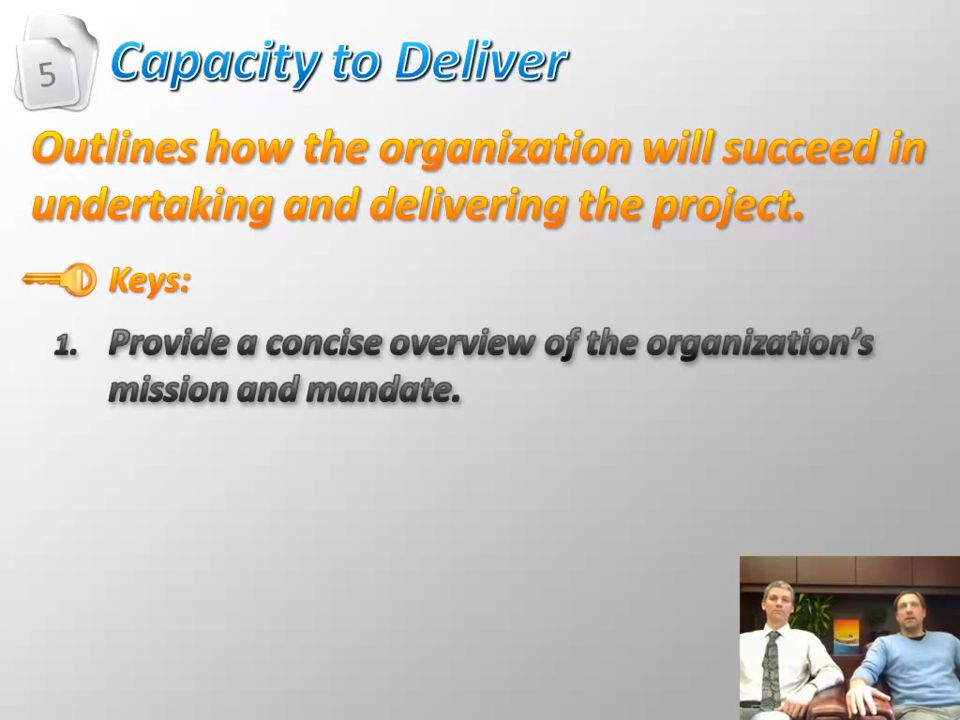 5
Capacity to Deliver
Outlines how the organization will succeed in
undertaking and delivering the project.
Keys:
1. Provide a concise overview of the organization’s
mission and mandate.